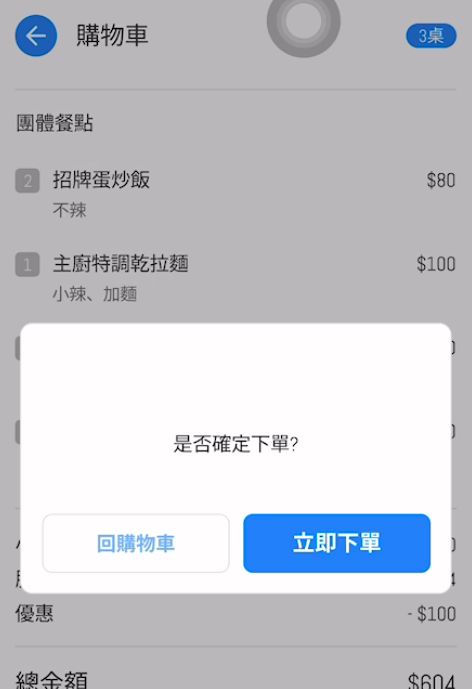 購物車
3桌
團體餐點
2 招牌蛋炒飯 $80
不辣
1 主廚特調乾拉麵 $100
小辣、加麵
是否確定下單?
回購物車 立即下單
優惠 - $100
總金額 $604